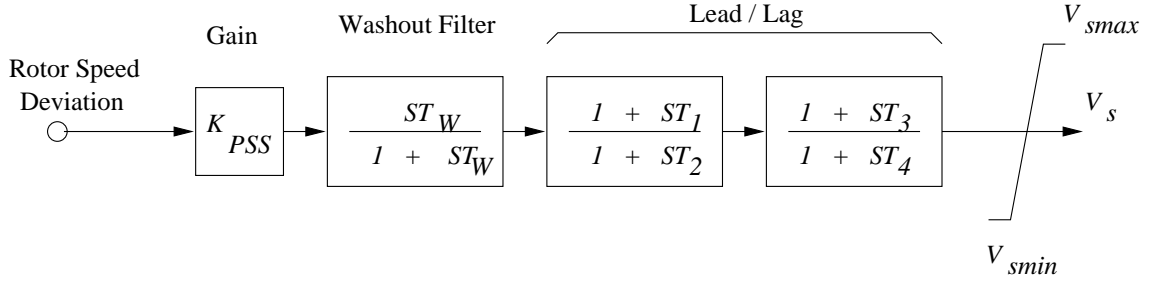 Lead / Lag
V smax
Gain
Washout Filter
Rotor Speed
Deviation
K PSS
ST W
1 + ST W
1 + ST 1
1 + ST 2
1 + ST 3
1 + ST 4
V s
V smin